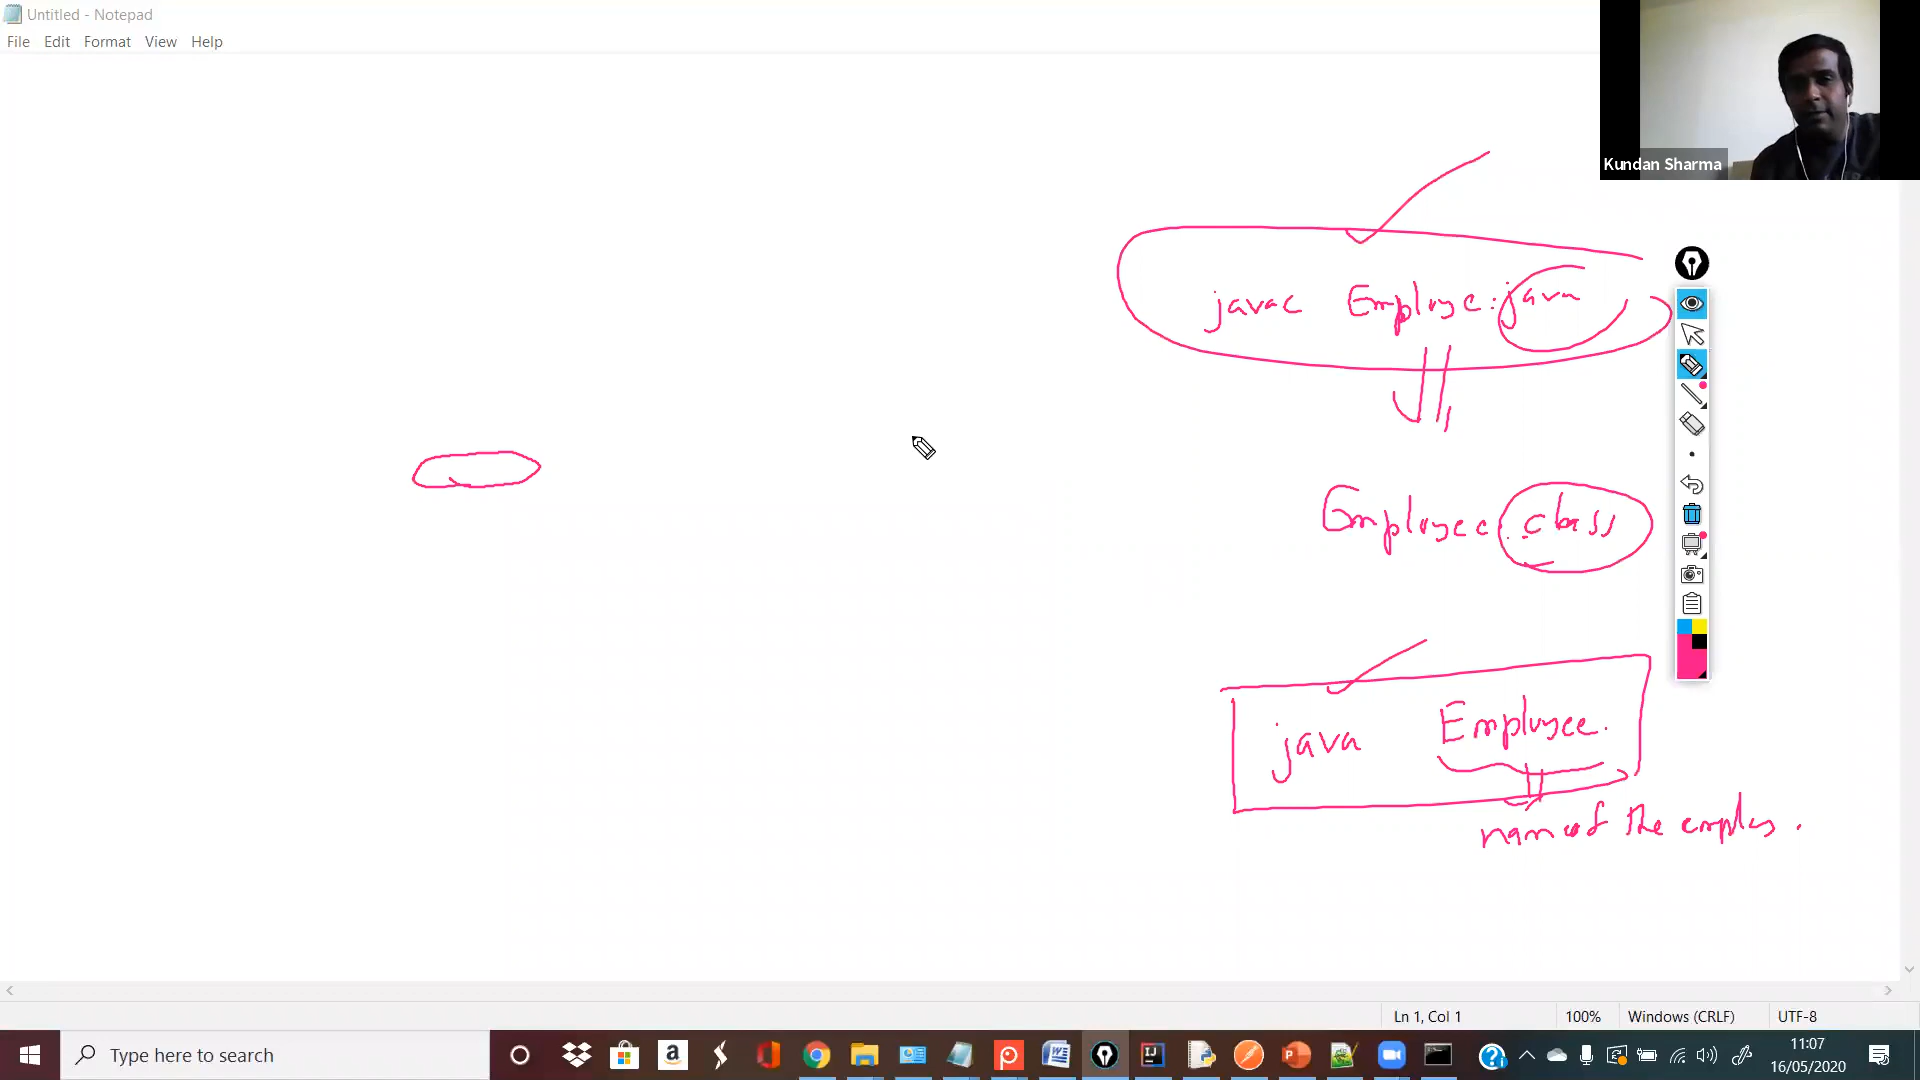 Untitled - Notepad
File Edit Format View Help
Kundan Sharma
javac Employe.java
Employee.class
java Employee.
name of the
Ln 1, Col 1 100% Windows (CRLF) UTF-8
Type here to search
11:07
16/05/2020